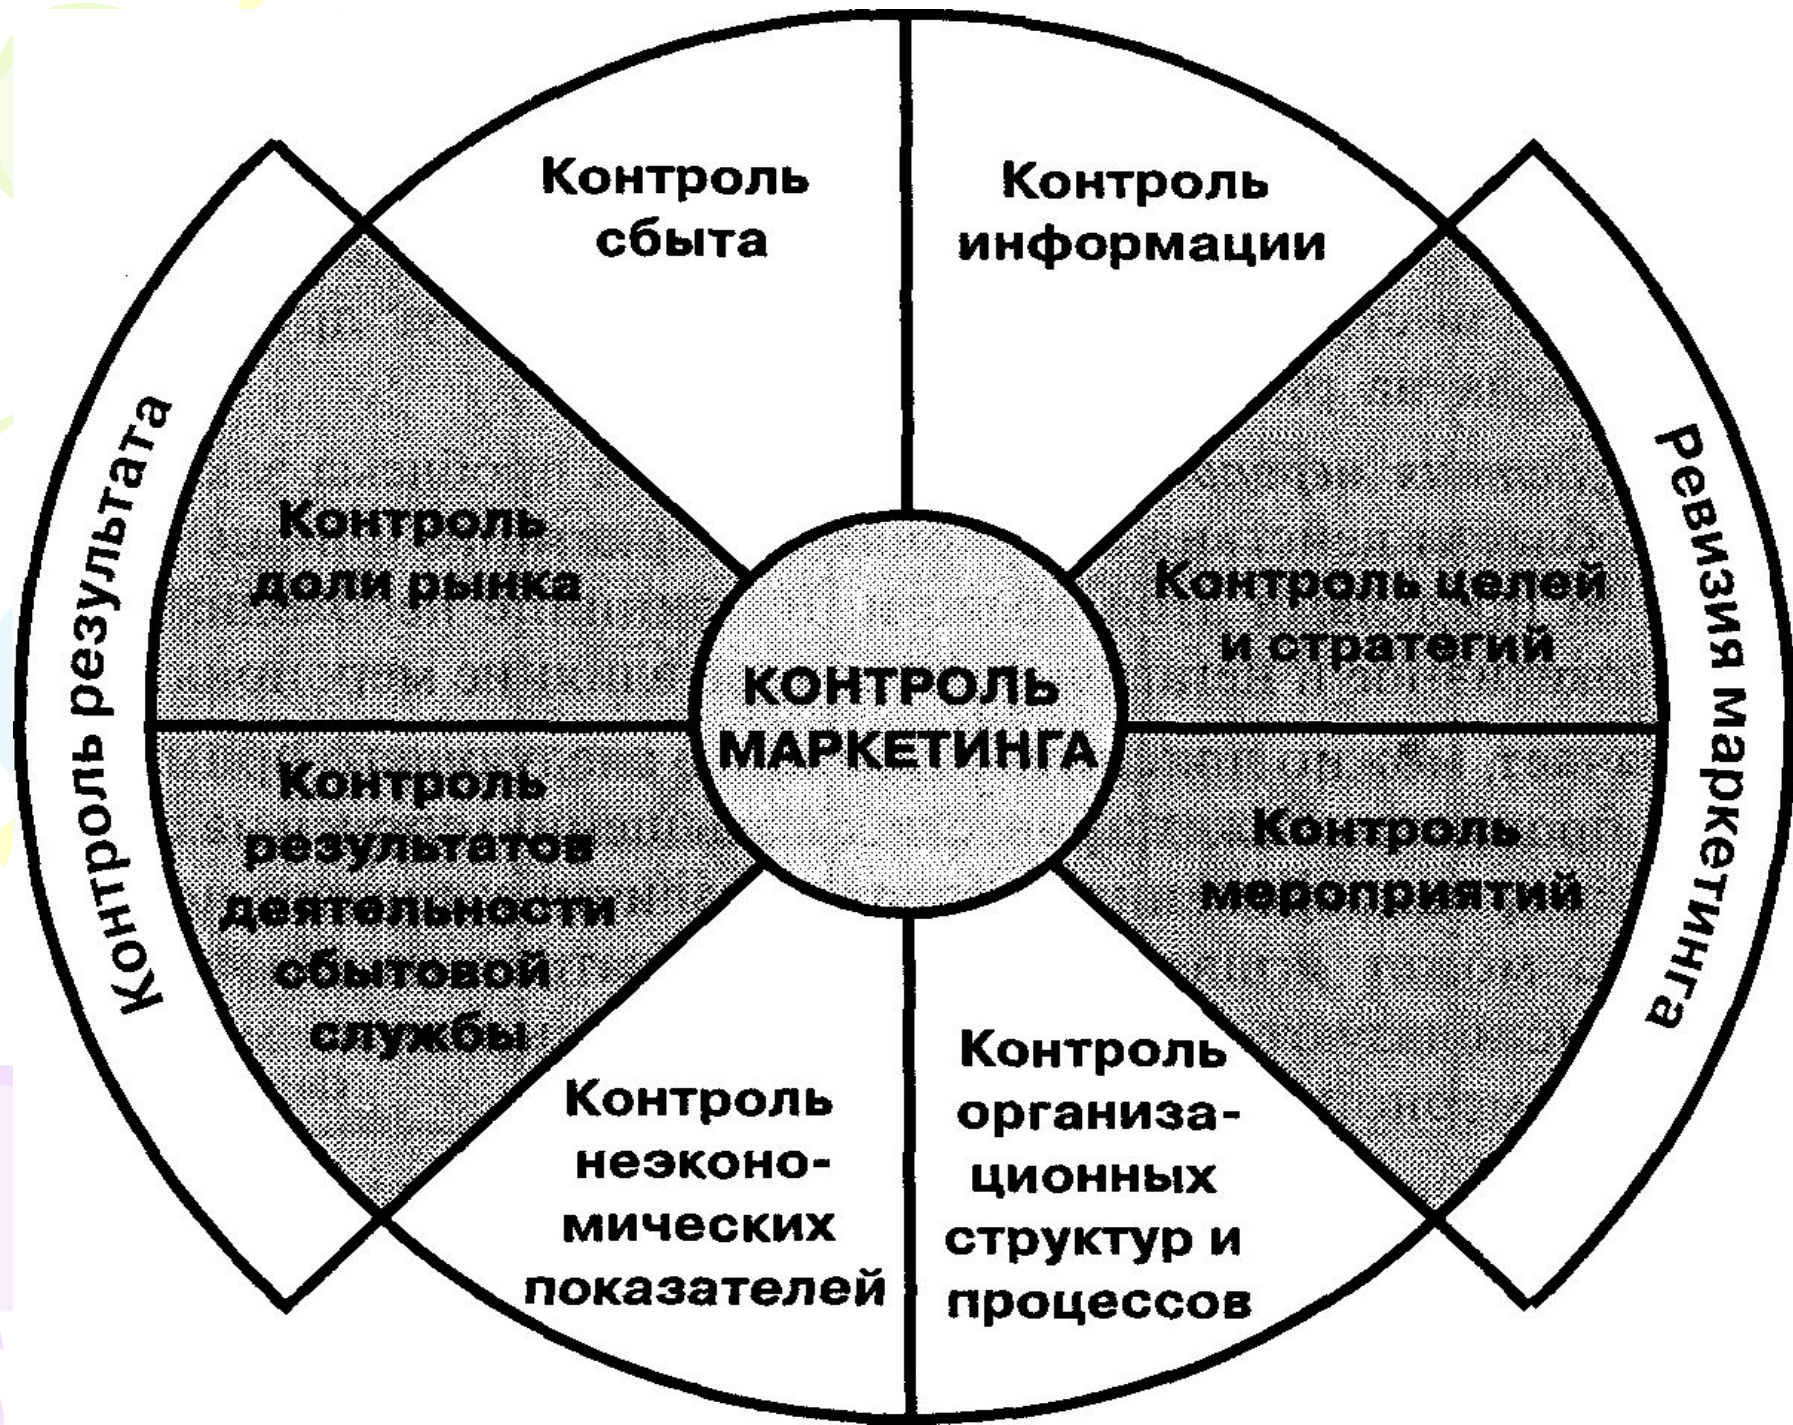 Контроль
сбыта
Контроль
информации
Контроль результата
Контроль
доли рынка
Контроль целей
и стратегий
Ревизия маркетинга
КОНТРОЛЬ
МАРКЕТИНГА
Контроль
результатов
деятельности
сбытовой
службы
Контроль
мероприятий
Контроль
неэконо-
мических
показателей
Контроль
организа-
ционных
структур и
процессов